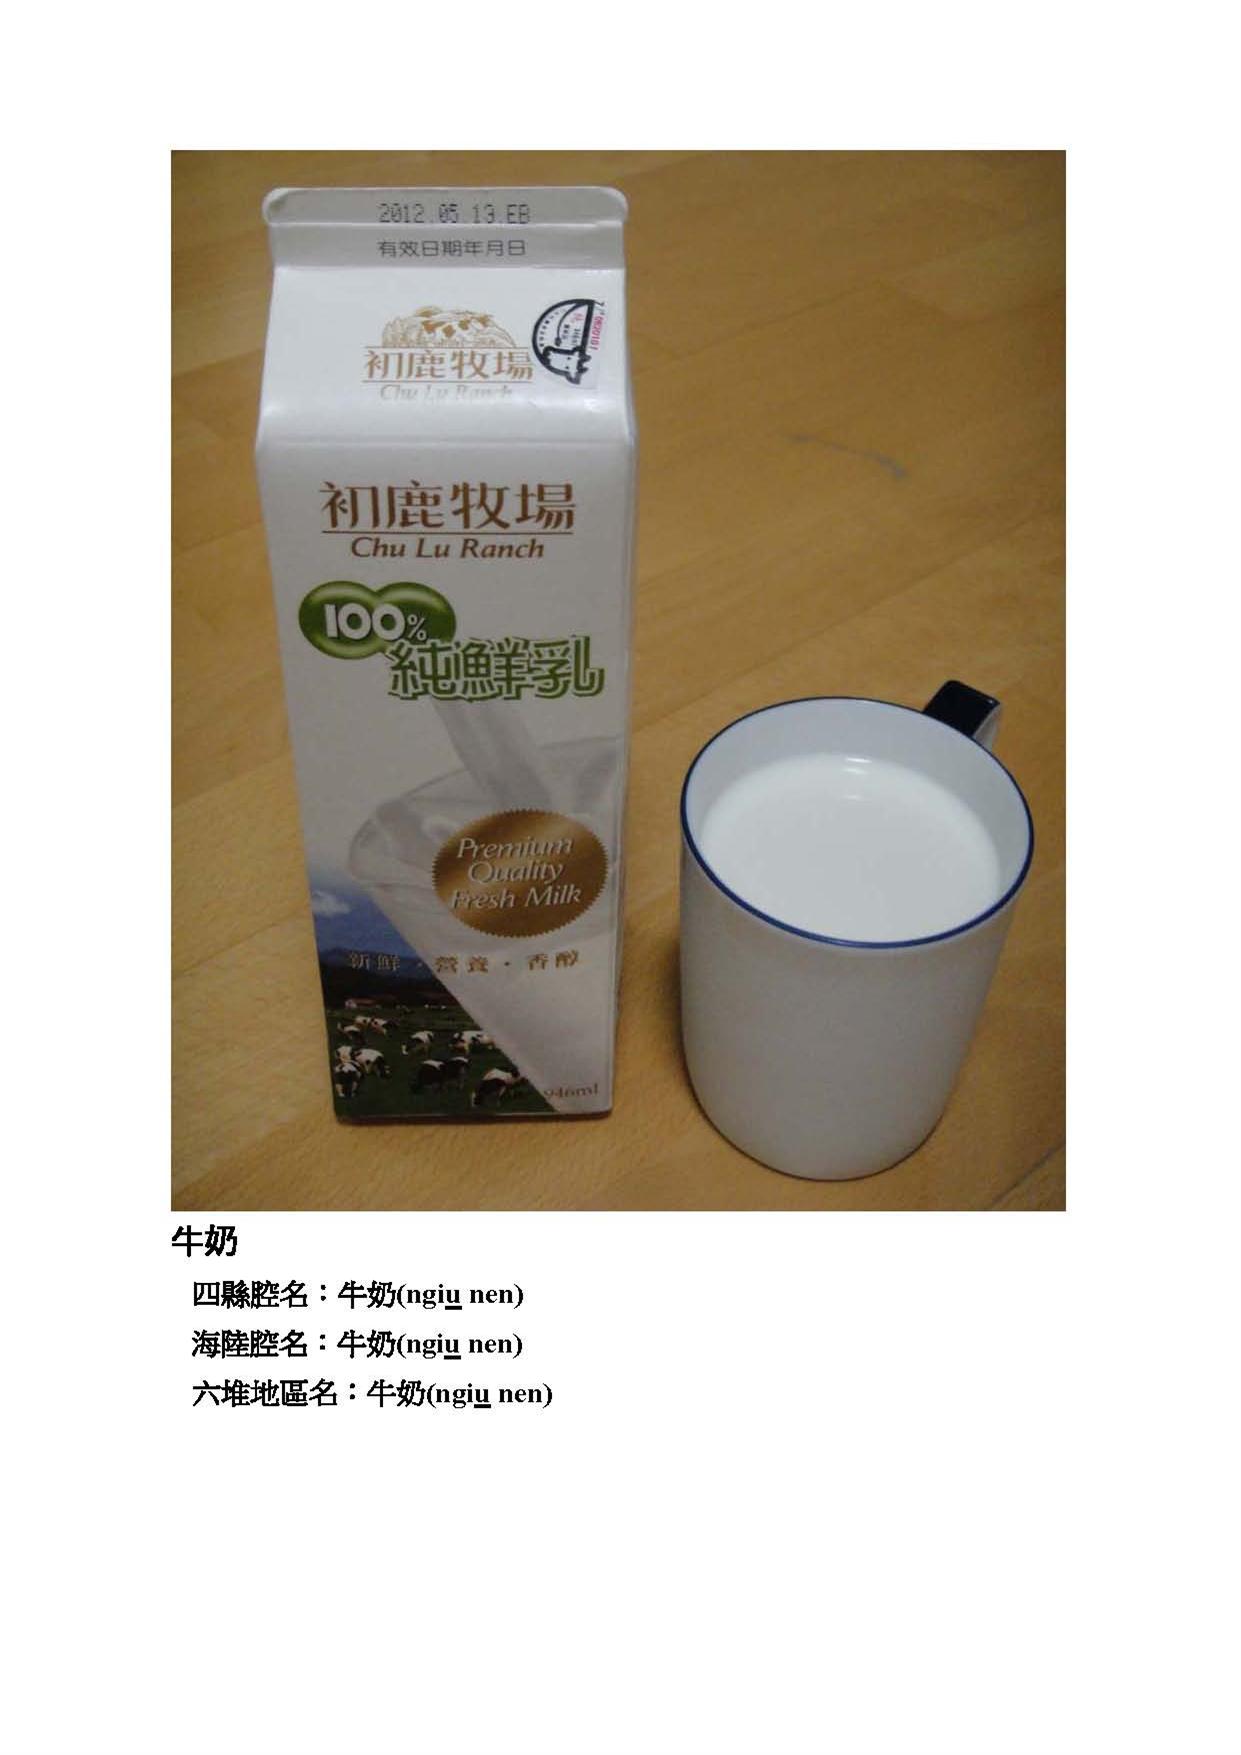 2012.05.13.EB
有效日期年月日
初鹿牧場
Chu Lu Ranch
初鹿牧場
Chu Lu Ranch
100%
純鮮乳
Premium
Quality
Fresh Milk
新鮮·營養·香醇
946ml
牛奶
四縣腔名：牛奶(ngiu nen)
海陸腔名：牛奶(ngiu nen)
六堆地區名：牛奶(ngiu nen)